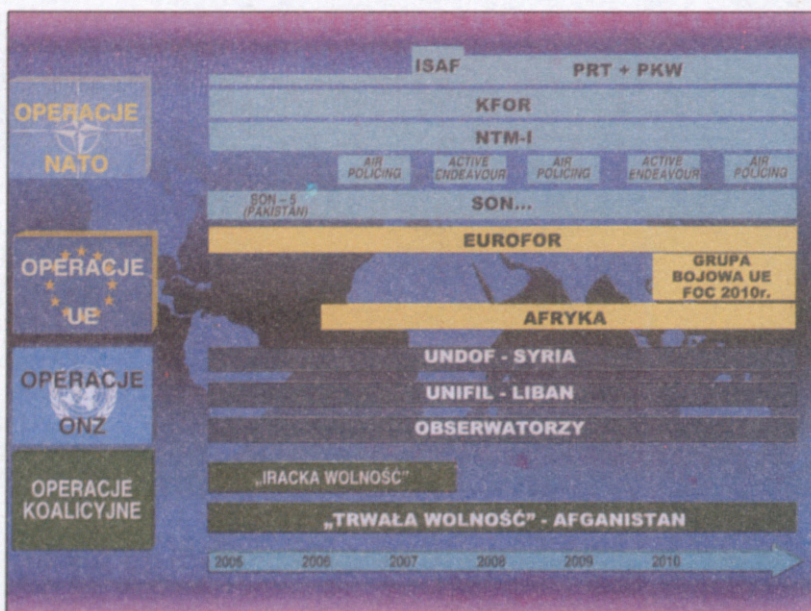 OPERACJE
NATO
ISAF
PRT + PKW
KFOR
NTM-I
AIR
POLICING
ACTIVE
ENDEAVOUR
AIR
POLICING
ACTIVE
ENDEAVOUR
AIR
POLICING
SON – 5
(PAKISTAN)
SON...
OPERACJE
UE
EUROFOR
GRUPA
BOJOWA UE
FOC 2010r.
AFRYKA
OPERACJE
ONZ
UNDOF - SYRIA
UNIFIL - LIBAN
OBSERWATORZY
OPERACJE
KOALICYJNE
„IRACKA WOLNOŚĆ”
„TRWAŁA WOLNOŚĆ” - AFGANISTAN
2005 2006 2007 2008 2009 2010